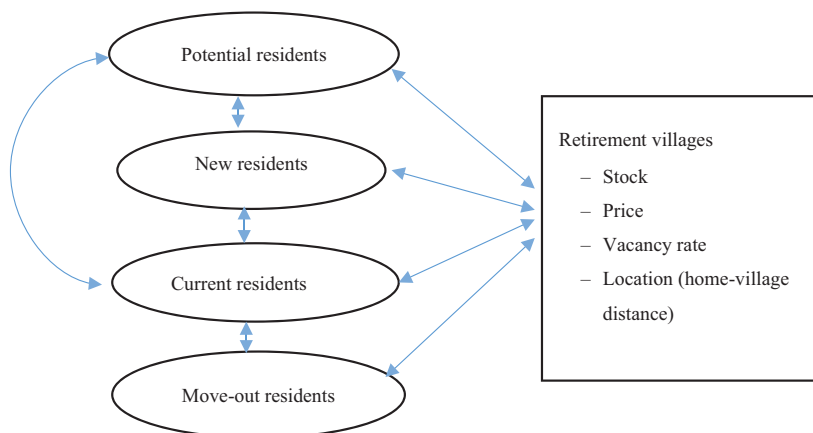 Potential residents
New residents
Current residents
Move-out residents
Retirement villages
– Stock
– Price
– Vacancy rate
– Location (home-village
distance)